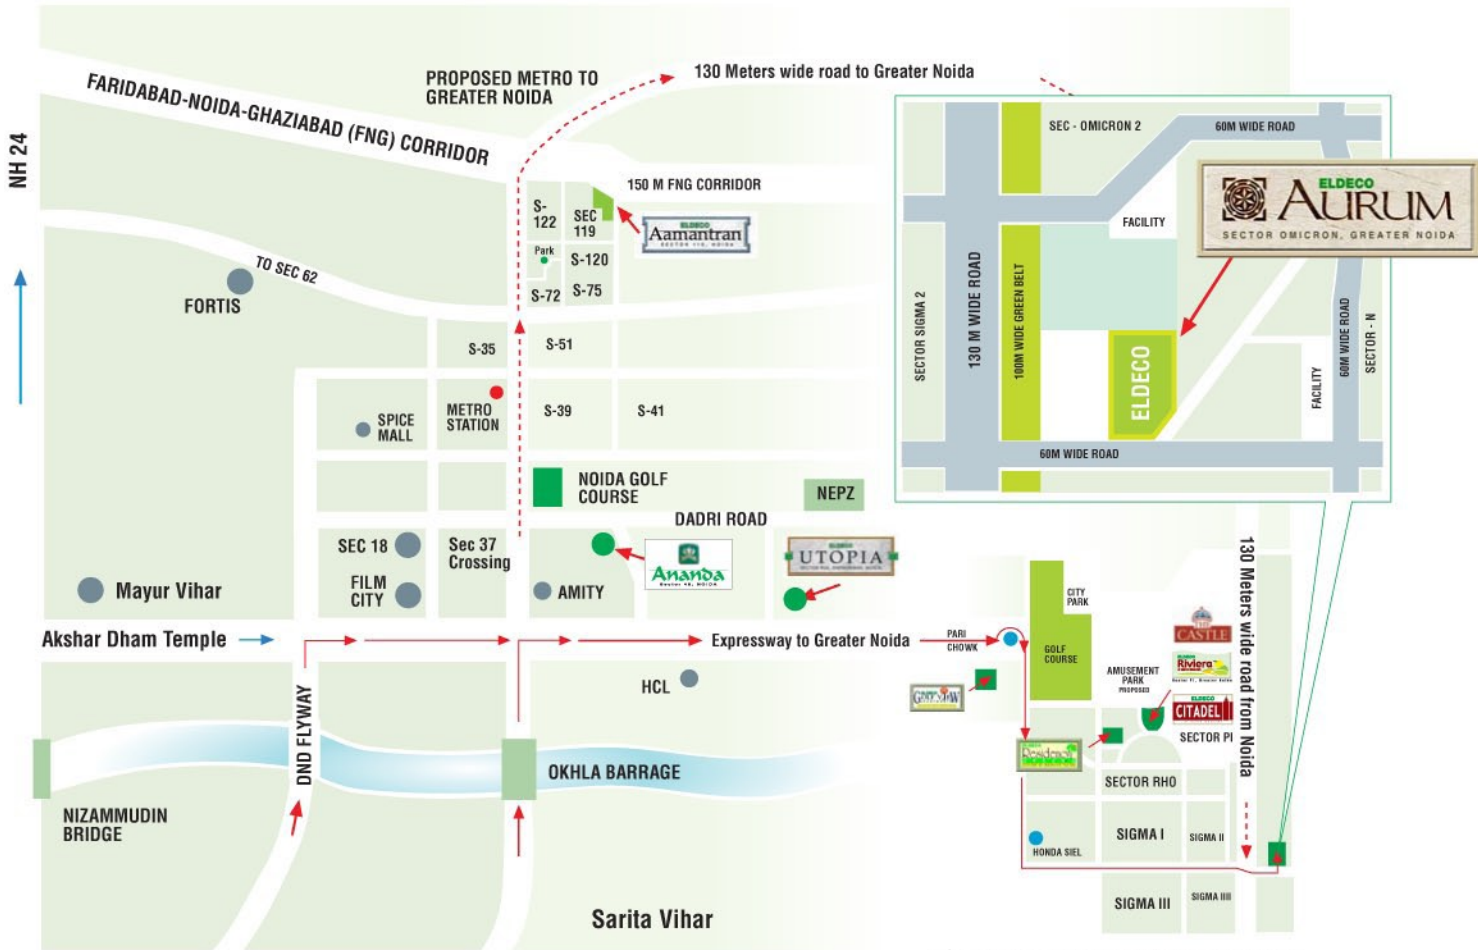 PROPOSED METRO TO
GREATER NOIDA
130 Meters wide road to Greater Noida
FARIDABAD-NOIDA-GHAZIABAD (FNG) CORRIDOR
NH 24
150 M FNG CORRIDOR
S-
122
SEC
119
ELDECO
Aamantran
Park
S-120
S-72
S-75
TO SEC 62
FORTIS
S-35
S-51
METRO
STATION
SPICE
MALL
S-39
S-41
NOIDA GOLF
COURSE
NEPZ
DADRI ROAD
SEC 18
Sec 37
Crossing
FILM
CITY
AMITY
Ananda
ELDECO
UTOPIA
Mayur Vihar
Akshar Dham Temple
Expressway to Greater Noida
PARI
CHOWK
HCL
DND FLYWAY
OKHLA BARRAGE
NIZAMMUDIN
BRIDGE
Sarita Vihar
SEC - OMICRON 2
60M WIDE ROAD
ELDECO
AURUM
SECTOR OMICRON, GREATER NOIDA
FACILITY
SECTOR SIGMA 2
130 M WIDE ROAD
100M WIDE GREEN BELT
ELDECO
FACILITY
60M WIDE ROAD
SECTOR - N
60M WIDE ROAD
CITY
PARK
GOLF
COURSE
130 Meters wide road from Noida
THE
CASTLE
AMUSEMENT
PARK
PROPOSED
Riviera
ELDECO
CITADEL
SECTOR PI
SECTOR RHO
SIGMA I
SIGMA II
HONDA SIEL
SIGMA III
SIGMA IIII